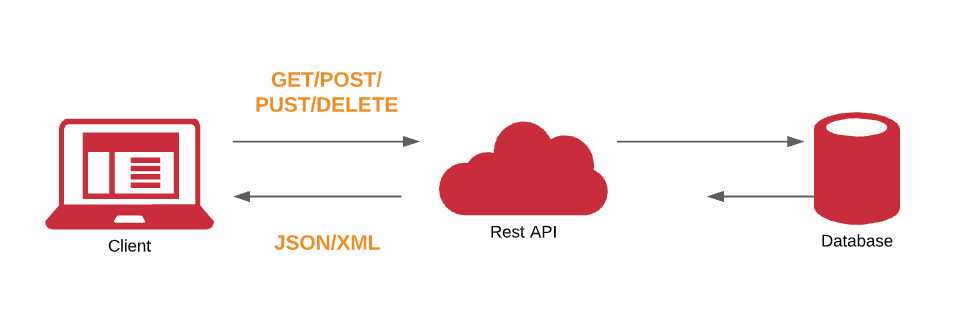 GET/POST/
PUST/DELETE
JSON/XML
Client
Rest API
Database